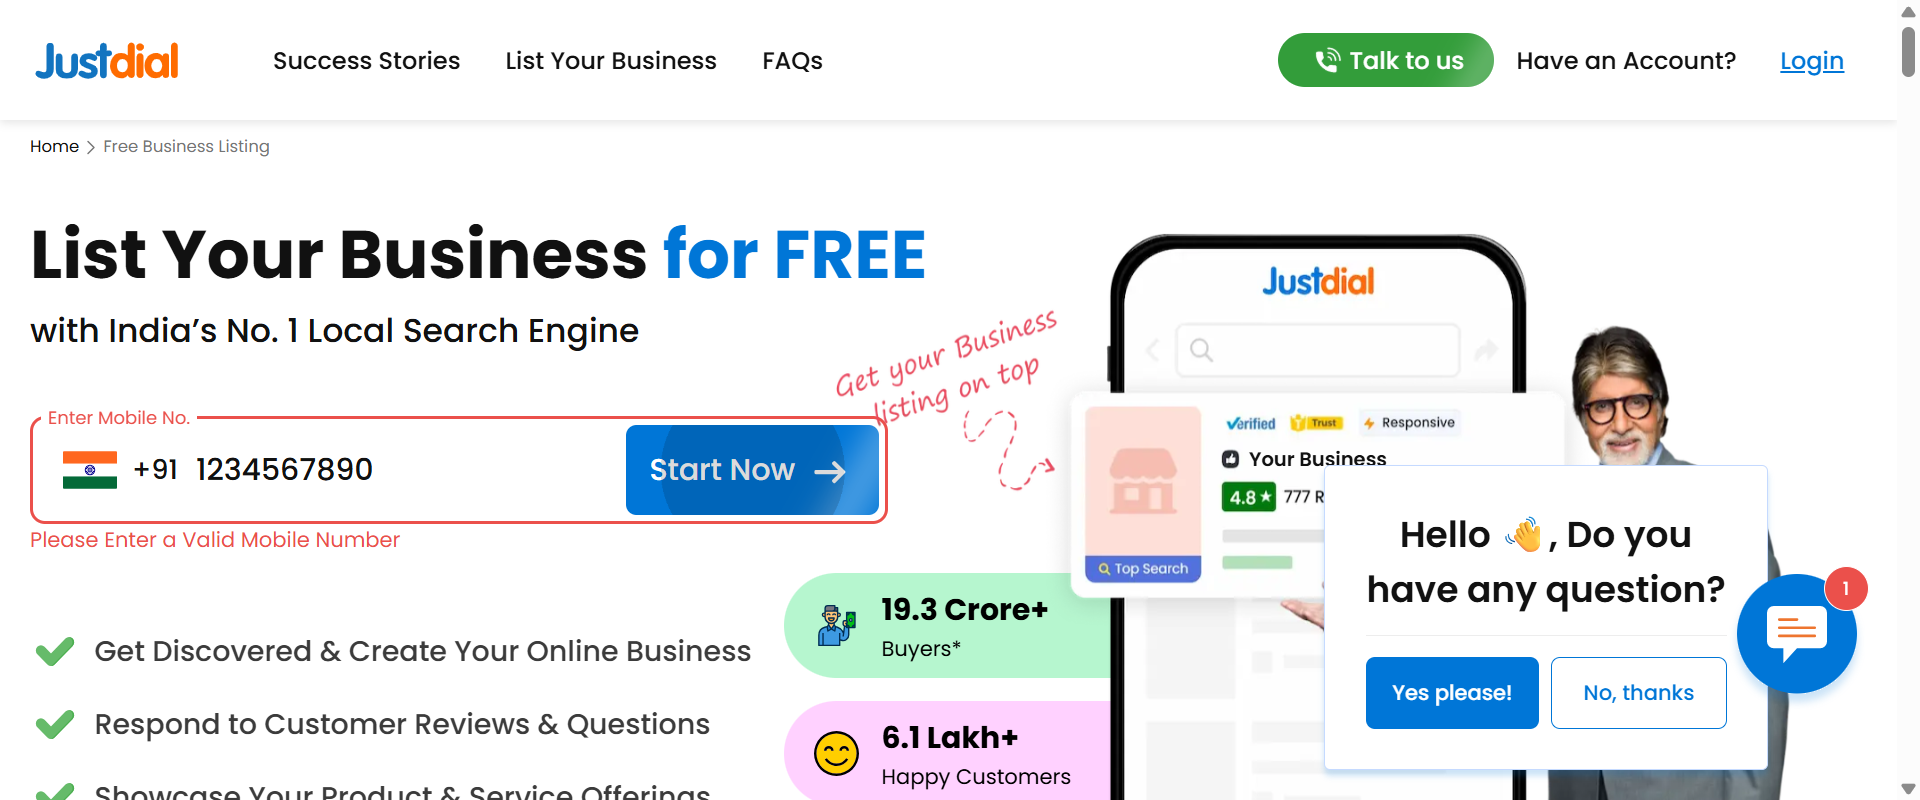 Justdial
Success Stories
List Your Business
FAQs
Talk to us
Have an Account?
Login
Home > Free Business Listing
List Your Business for FREE
with India’s No. 1 Local Search Engine
Enter Mobile No.
+91 1234567890
Start Now
Please Enter a Valid Mobile Number
Get Discovered & Create Your Online Business
Respond to Customer Reviews & Questions
Showcase Your Product & Service Offerings
19.3 Crore+
Buyers*
6.1 Lakh+
Happy Customers
Get your Business
listing on top
Justdial
Verified
Trust
Responsive
Your Business
4.8 ★ 777 R
Top Search
Hello 👋, Do you
have any question?
Yes please!
No, thanks
1